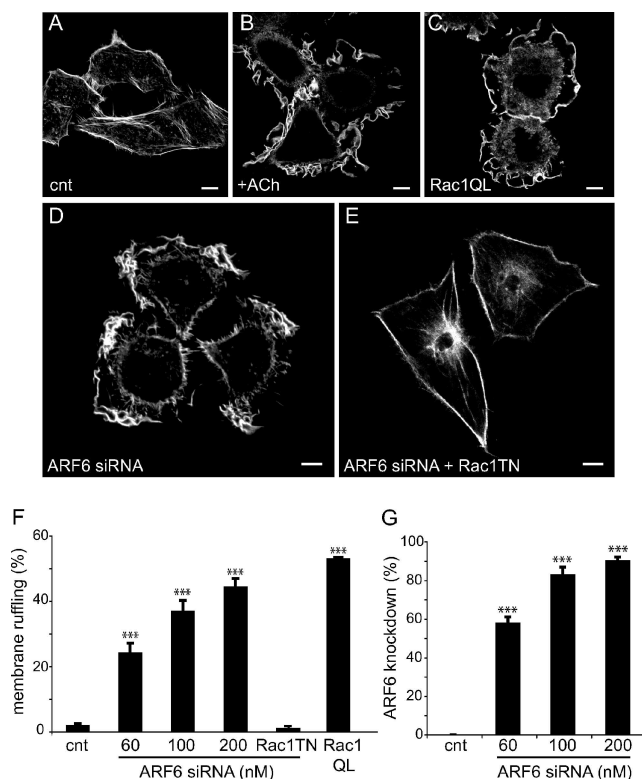 A
cnt
B
+ACh
C
Rac1QL
D
ARF6 siRNA
E
ARF6 siRNA + Rac1TN
F
membrane ruffling (%)
60
40
20
0
***
***
***
***
cnt 60 100 200 Rac1TN Rac1 QL
ARF6 siRNA (nM)
G
ARF6 knockdown (%)
100
80
60
40
20
0
***
***
***
cnt 60 100 200
ARF6 siRNA (nM)